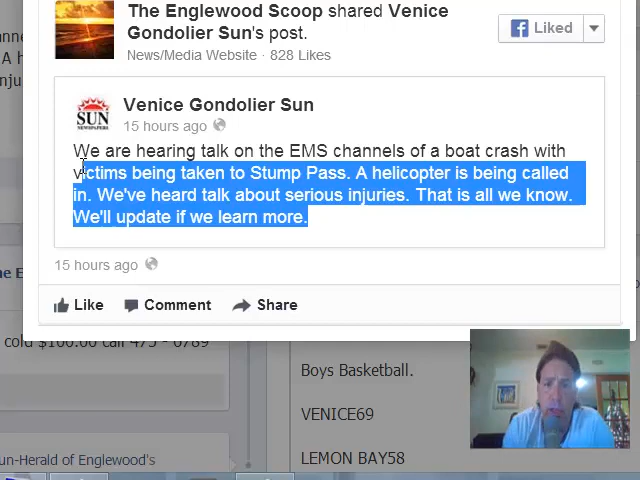 The Englewood Scoop shared Venice
Gondolier Sun's post.
News/Media Website · 828 Likes
Liked
SUN
NEWSPAPERS
Venice Gondolier Sun
15 hours ago
We are hearing talk on the EMS channels of a boat crash with
victims being taken to Stump Pass. A helicopter is being called
in. We've heard talk about serious injuries. That is all we know.
We'll update if we learn more.
15 hours ago
Like Comment Share
cold $100.00 call 475 - 0789
Boys Basketball.
VENICE69
un-Herald of Englewood's
LEMON BAY58